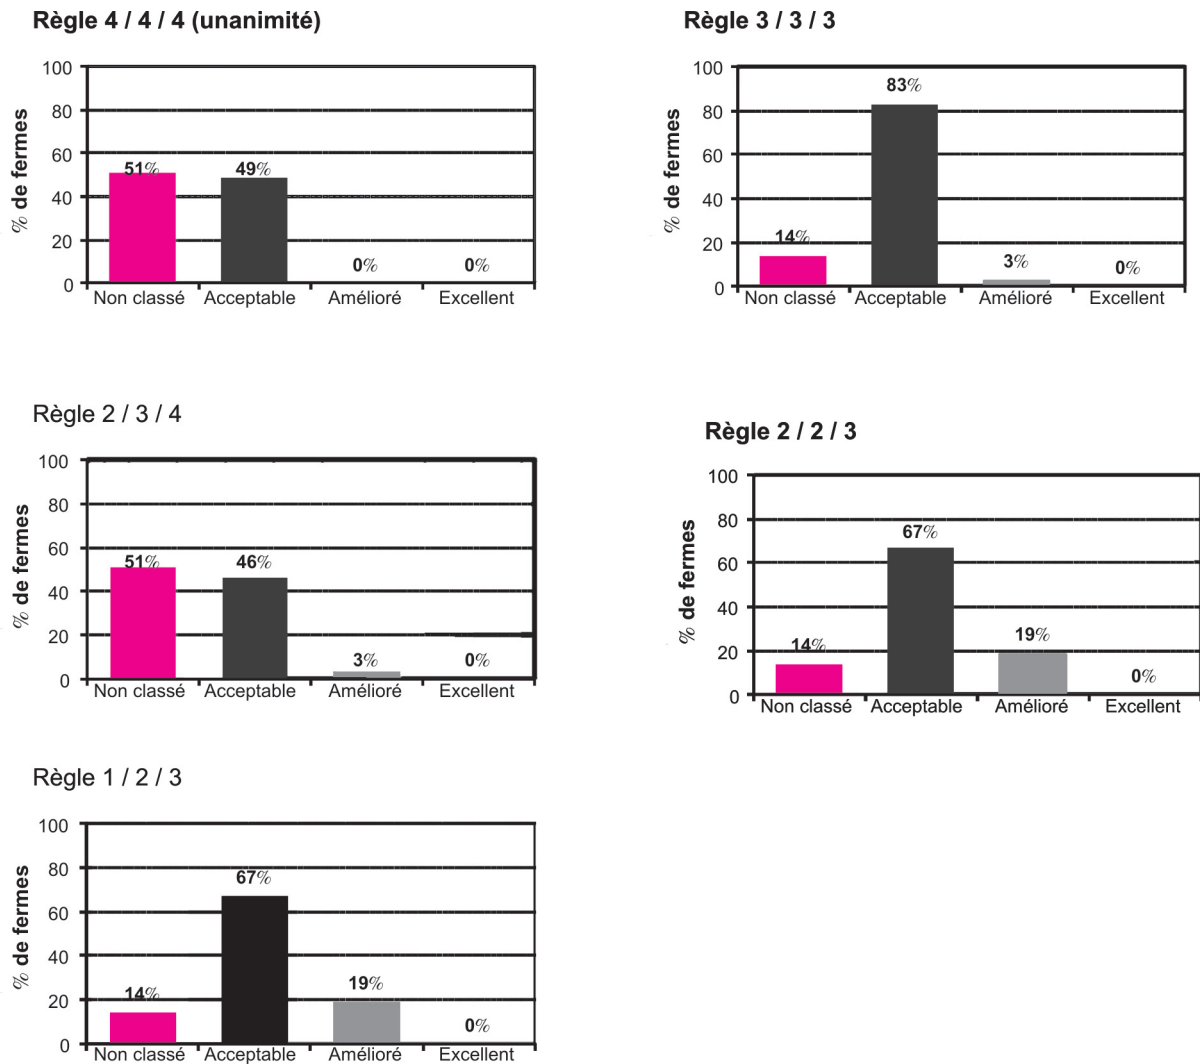 Règle 4 / 4 / 4 (unanimité)
% de fermes
100
80
60
40
20
0
51%
49%
0%
0%
Non classé
Acceptable
Amélioré
Excellent
Règle 3 / 3 / 3
% de fermes
100
80
60
40
20
0
14%
83%
3%
0%
Non classé
Acceptable
Amélioré
Excellent
Règle 2 / 3 / 4
% de fermes
100
80
60
40
20
0
51%
46%
3%
0%
Non classé
Acceptable
Amélioré
Excellent
Règle 2 / 2 / 3
% de fermes
100
80
60
40
20
0
14%
67%
19%
0%
Non classé
Acceptable
Amélioré
Excellent
Règle 1 / 2 / 3
% de fermes
100
80
60
40
20
0
14%
67%
19%
0%
Non classé
Acceptable
Amélioré
Excellent